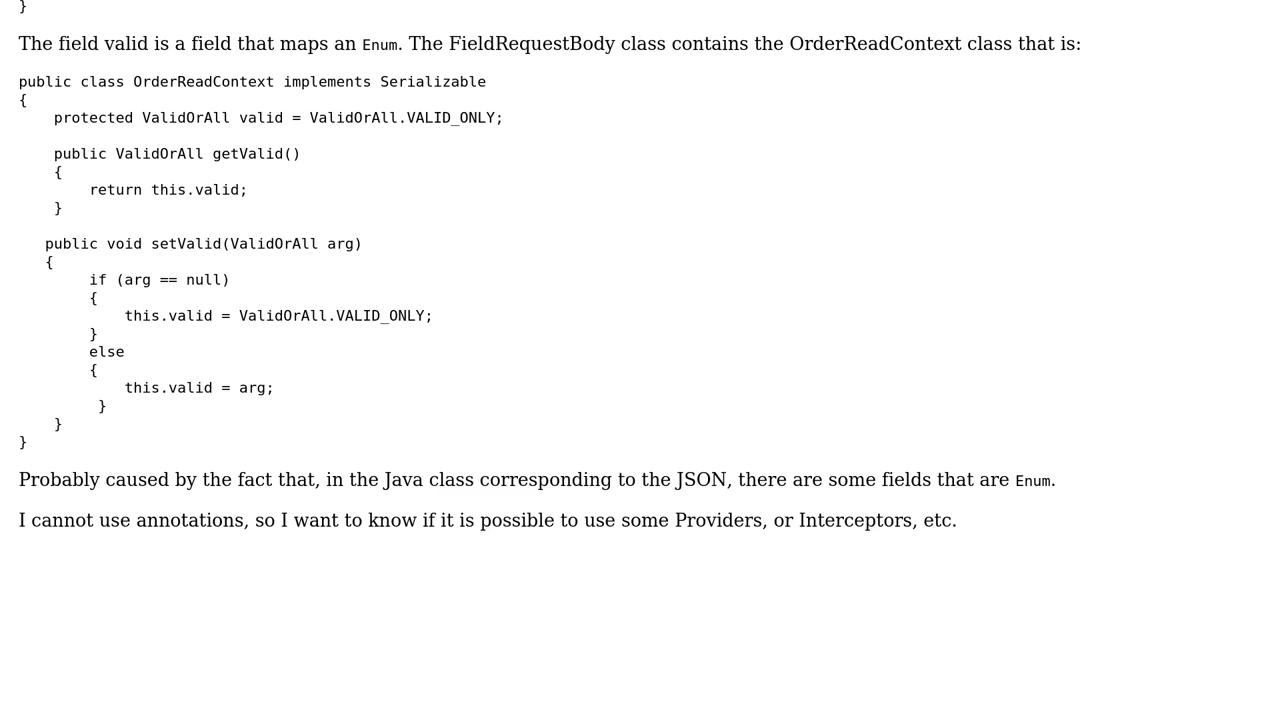 }
The field valid is a field that maps an Enum. The FieldRequestBody class contains the OrderReadContext class that is:
public class OrderReadContext implements Serializable
{
    protected ValidOrAll valid = ValidOrAll.VALID_ONLY;

    public ValidOrAll getValid()
    {
        return this.valid;
    }

   public void setValid(ValidOrAll arg)
   {
        if (arg == null)
        {
            this.valid = ValidOrAll.VALID_ONLY;
        }
        else
        {
            this.valid = arg;
         }
    }
}
Probably caused by the fact that, in the Java class corresponding to the JSON, there are some fields that are Enum.
I cannot use annotations, so I want to know if it is possible to use some Providers, or Interceptors, etc.